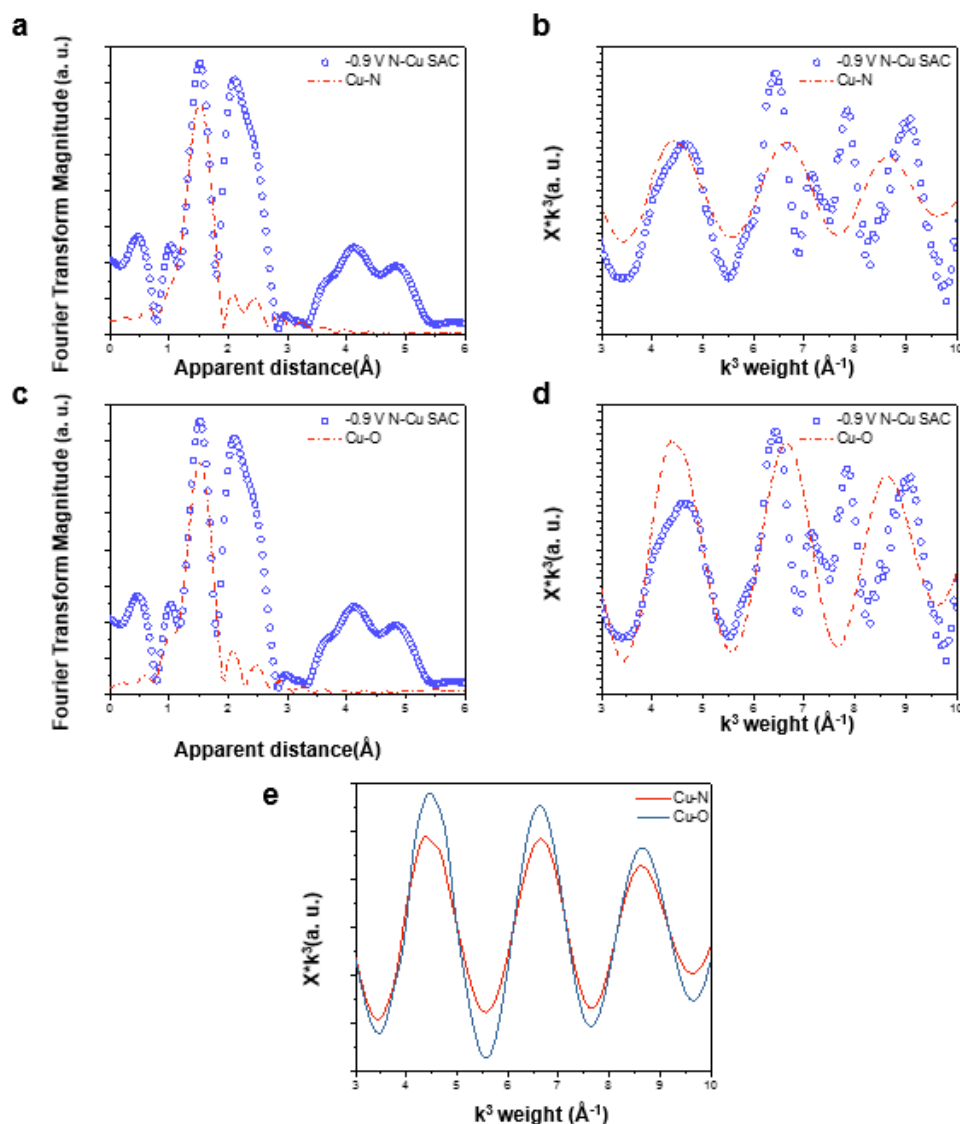 a
Fourier Transform Magnitude (a. u.)
-0.9 V N-Cu SAC
Cu-N
0 1 2 3 4 5 6
Apparent distance(Å)
b
X*k³(a. u.)
-0.9 V N-Cu SAC
Cu-N
3 4 5 6 7 8 9 10
k³ weight (Å⁻¹)
c
Fourier Transform Magnitude (a. u.)
-0.9 V N-Cu SAC
Cu-O
0 1 2 3 4 5 6
Apparent distance(Å)
d
X*k³(a. u.)
-0.9 V N-Cu SAC
Cu-O
3 4 5 6 7 8 9 10
k³ weight (Å⁻¹)
e
X*k³(a. u.)
Cu-N
Cu-O
3 4 5 6 7 8 9 10
k³ weight (Å⁻¹)